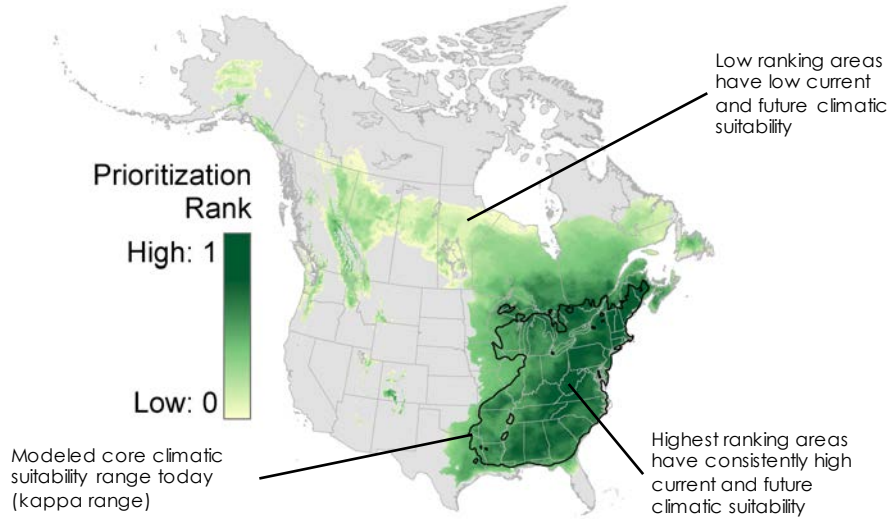 Low ranking areas
have low current
and future climatic
suitability
Prioritization
Rank
High: 1
Low: 0
Modeled core climatic
suitability range today
(kappa range)
Highest ranking areas
have consistently high
current and future
climatic suitability